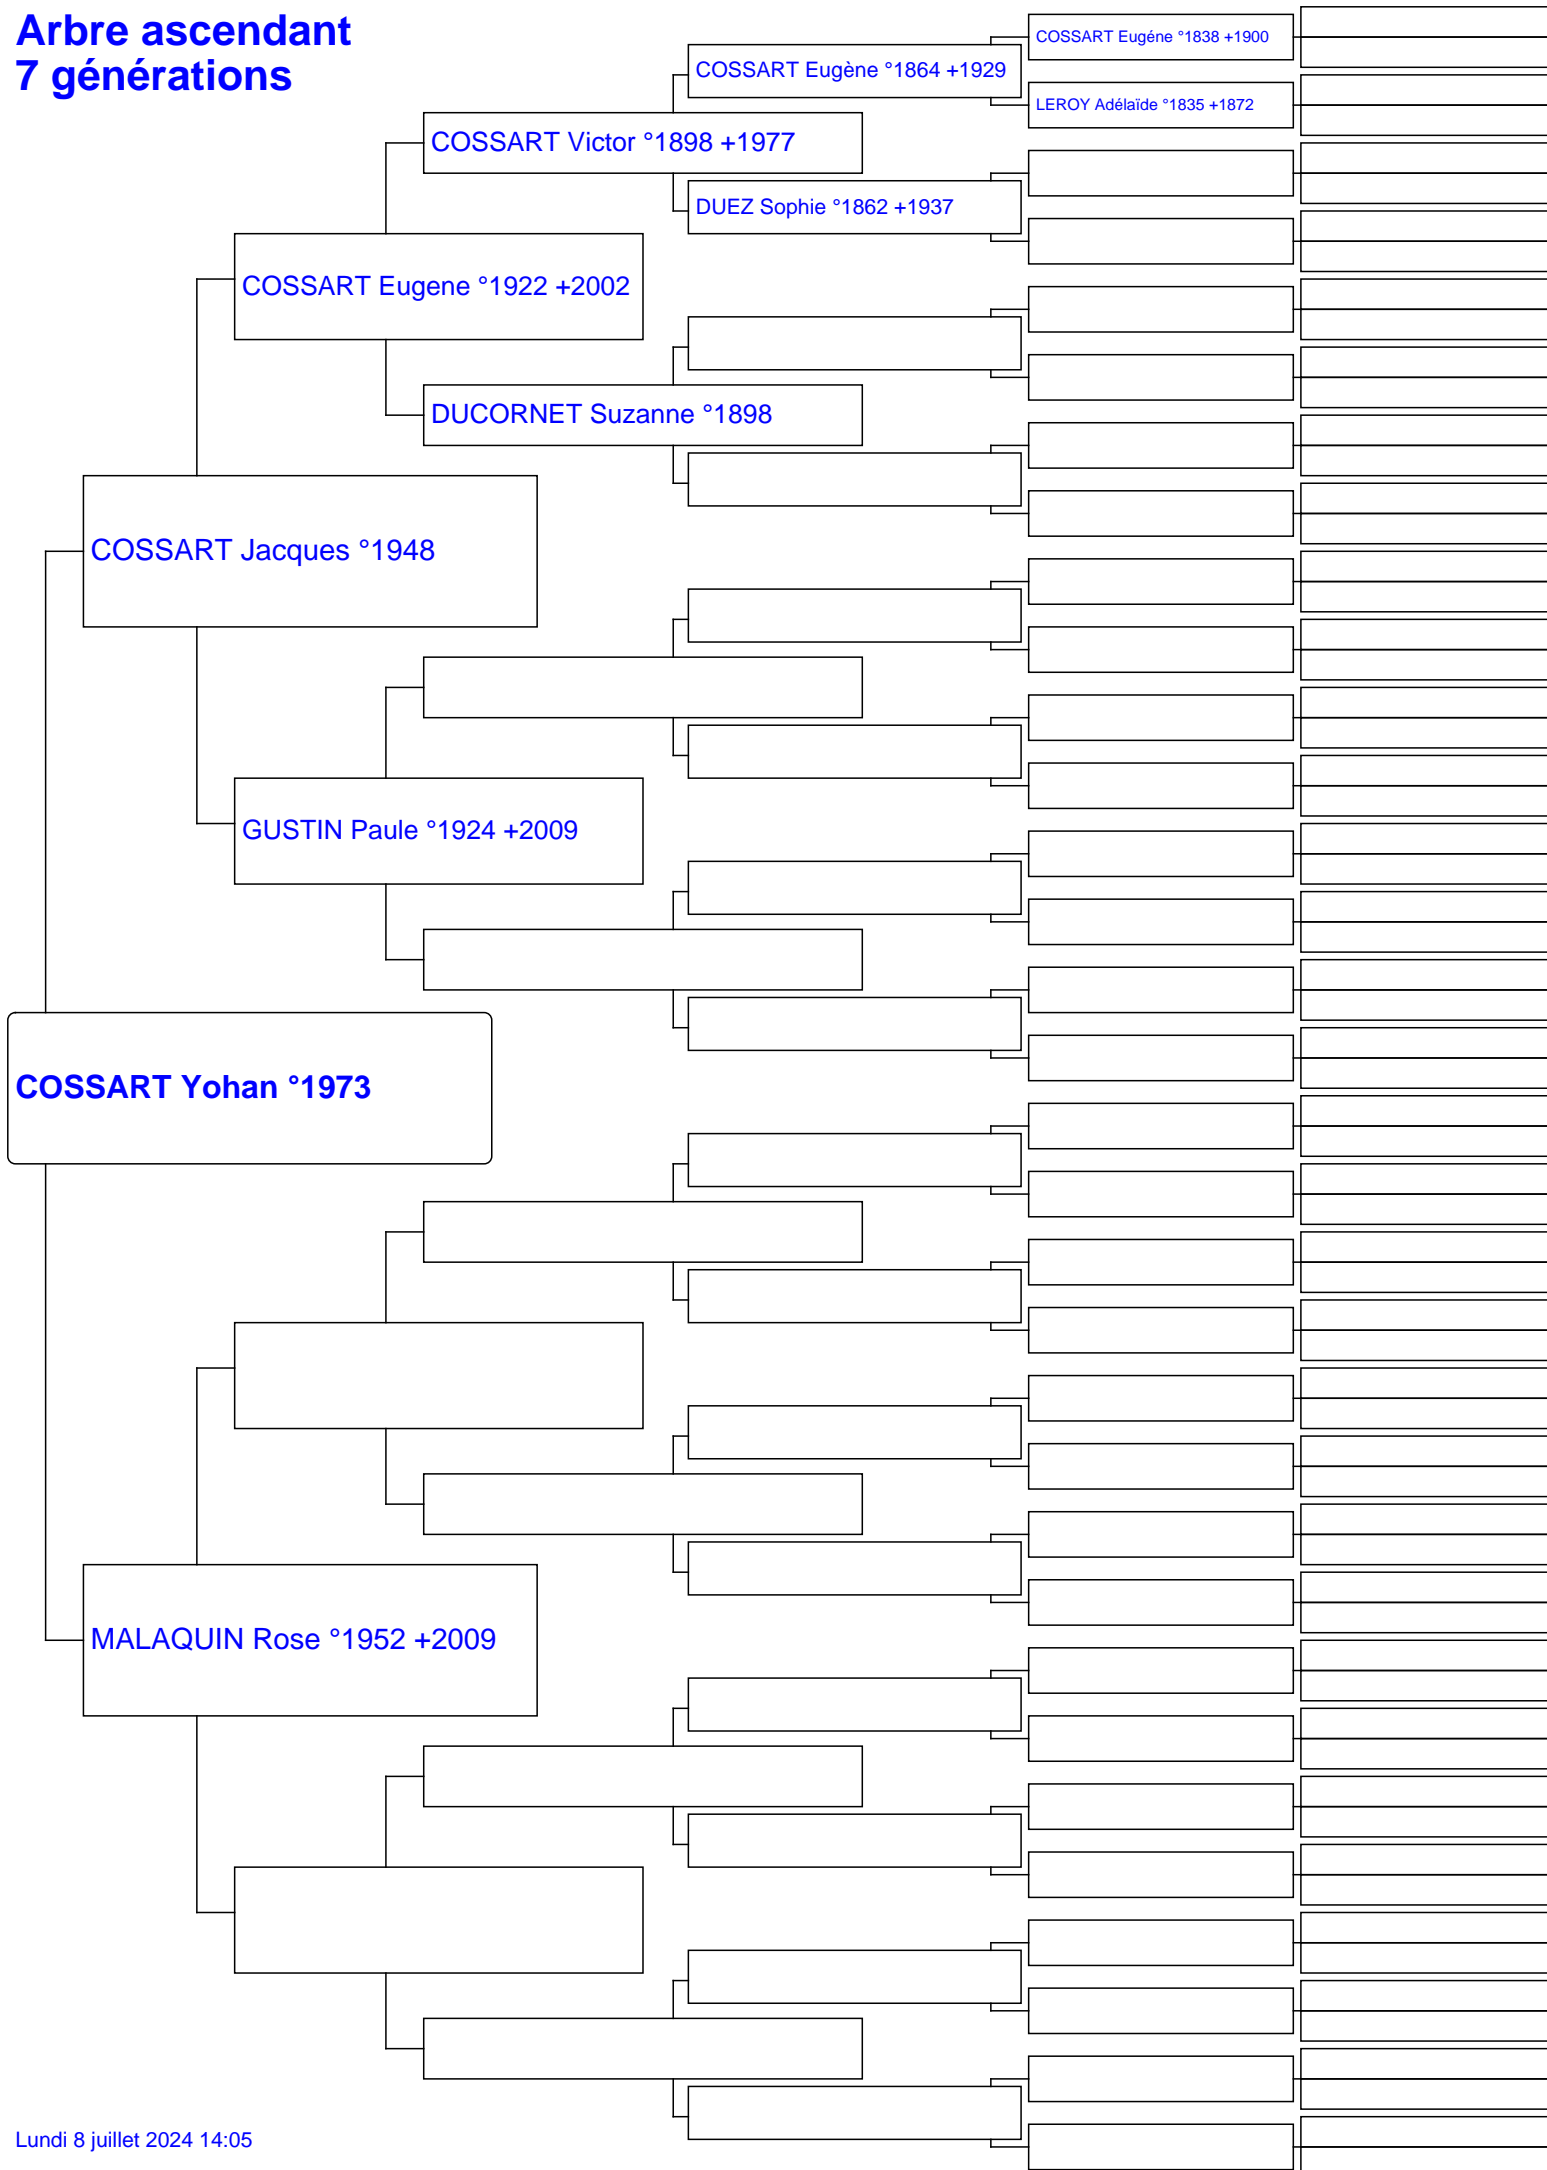 Arbre ascendant
7 générations
COSSART Eugéne °1838 +1900
COSSART Eugène °1864 +1929
LEROY Adélaïde °1835 +1872
COSSART Victor °1898 +1977
DUEZ Sophie °1862 +1937
COSSART Eugene °1922 +2002
DUCORNET Suzanne °1898
COSSART Jacques °1948
GUSTIN Paule °1924 +2009
COSSART Yohan °1973
MALAQUIN Rose °1952 +2009
Lundi 8 juillet 2024 14:05